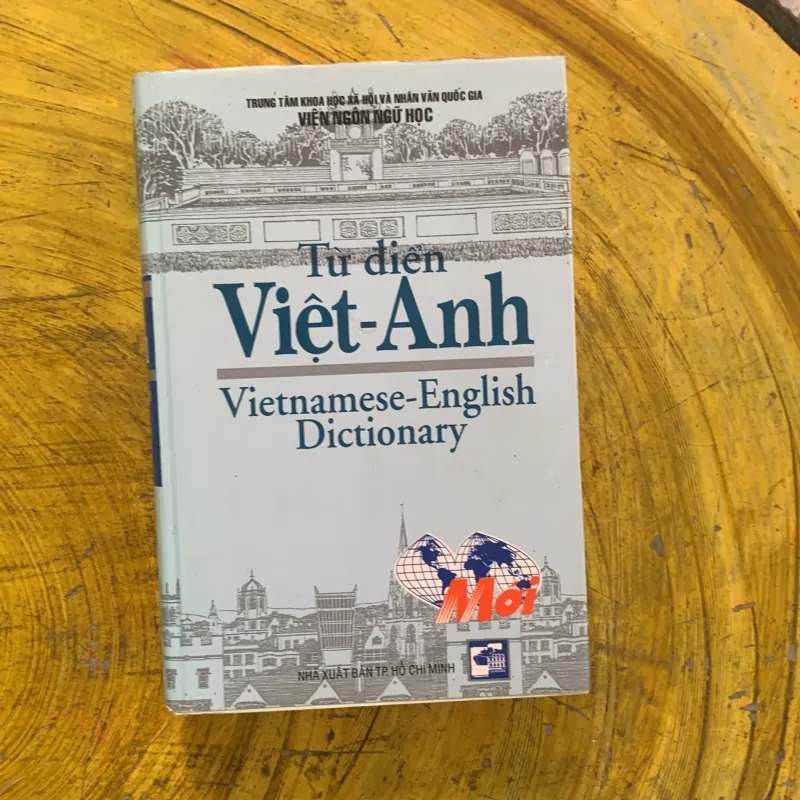 TRUNG TÂM KHOA HỌC XÃ HỘI VÀ NHÂN VĂN QUỐC GIA
VIỆN NGÔN NGỮ HỌC
Từ điển
Việt-Anh
Vietnamese-English
Dictionary
Mới
NHÀ XUẤT BẢN TP. HỒ CHÍ MINH